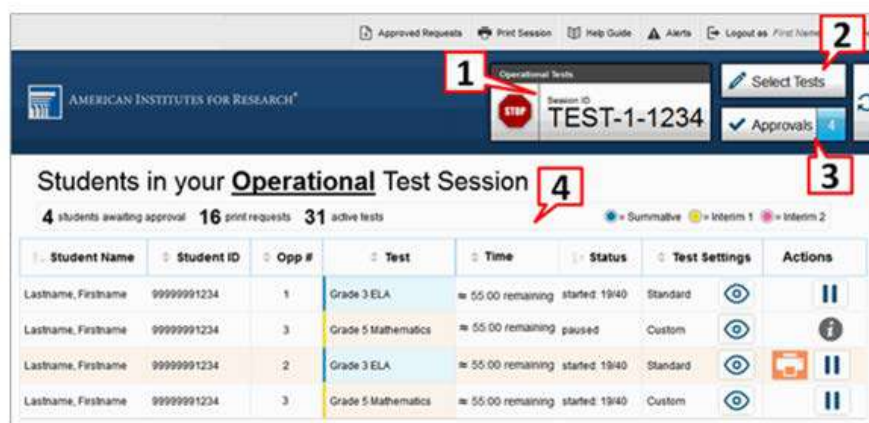 Approved Requests Print Session Help Guide Alerts Logout as First Name
2
1
Operational Tests
Select Tests
AMERICAN INSTITUTES FOR RESEARCH®
STOP
Session ID
TEST-1-1234
Approvals 4
3
Students in your Operational Test Session
4
4 students awaiting approval 16 print requests 31 active tests = Summative = Interim 1 = Interim 2
Student Name Student ID Opp # Test Time Status Test Settings Actions
Lastname, Firstname 99999991234 1 Grade 3 ELA ≈ 55:00 remaining started: 19/40 Standard
Lastname, Firstname 99999991234 3 Grade 5 Mathematics ≈ 55:00 remaining paused Custom
Lastname, Firstname 99999991234 2 Grade 3 ELA ≈ 55:00 remaining started: 19/40 Standard
Lastname, Firstname 99999991234 3 Grade 5 Mathematics ≈ 55:00 remaining started: 19/40 Custom